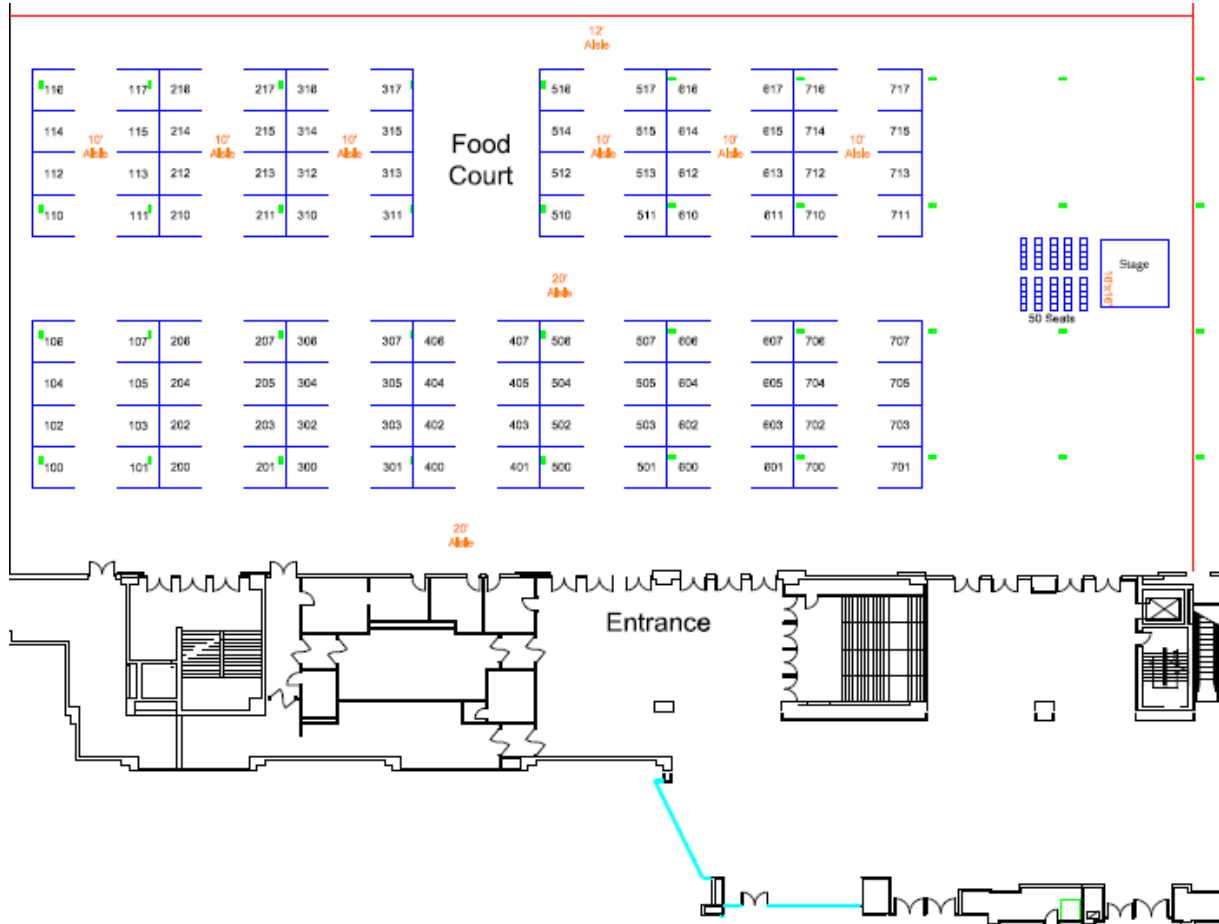 12'
Aisle
116 117 216 217 316 317 516 517 616 617 716 717
114 115 214 215 314 315 514 515 614 615 714 715
10' Aisle 10' Aisle 10' Aisle Food Court 10' Aisle 10' Aisle 10' Aisle
112 113 212 213 312 313 512 513 612 613 712 713
110 111 210 211 310 311 510 511 610 611 710 711
20'
Aisle
Stage
16'x16'
50 Seats
106 107 206 207 306 307 406 407 506 507 606 607 706 707
104 105 204 205 304 305 404 405 504 505 604 605 704 705
102 103 202 203 302 303 402 403 502 503 602 603 702 703
100 101 200 201 300 301 400 401 500 501 600 601 700 701
20'
Aisle
Entrance